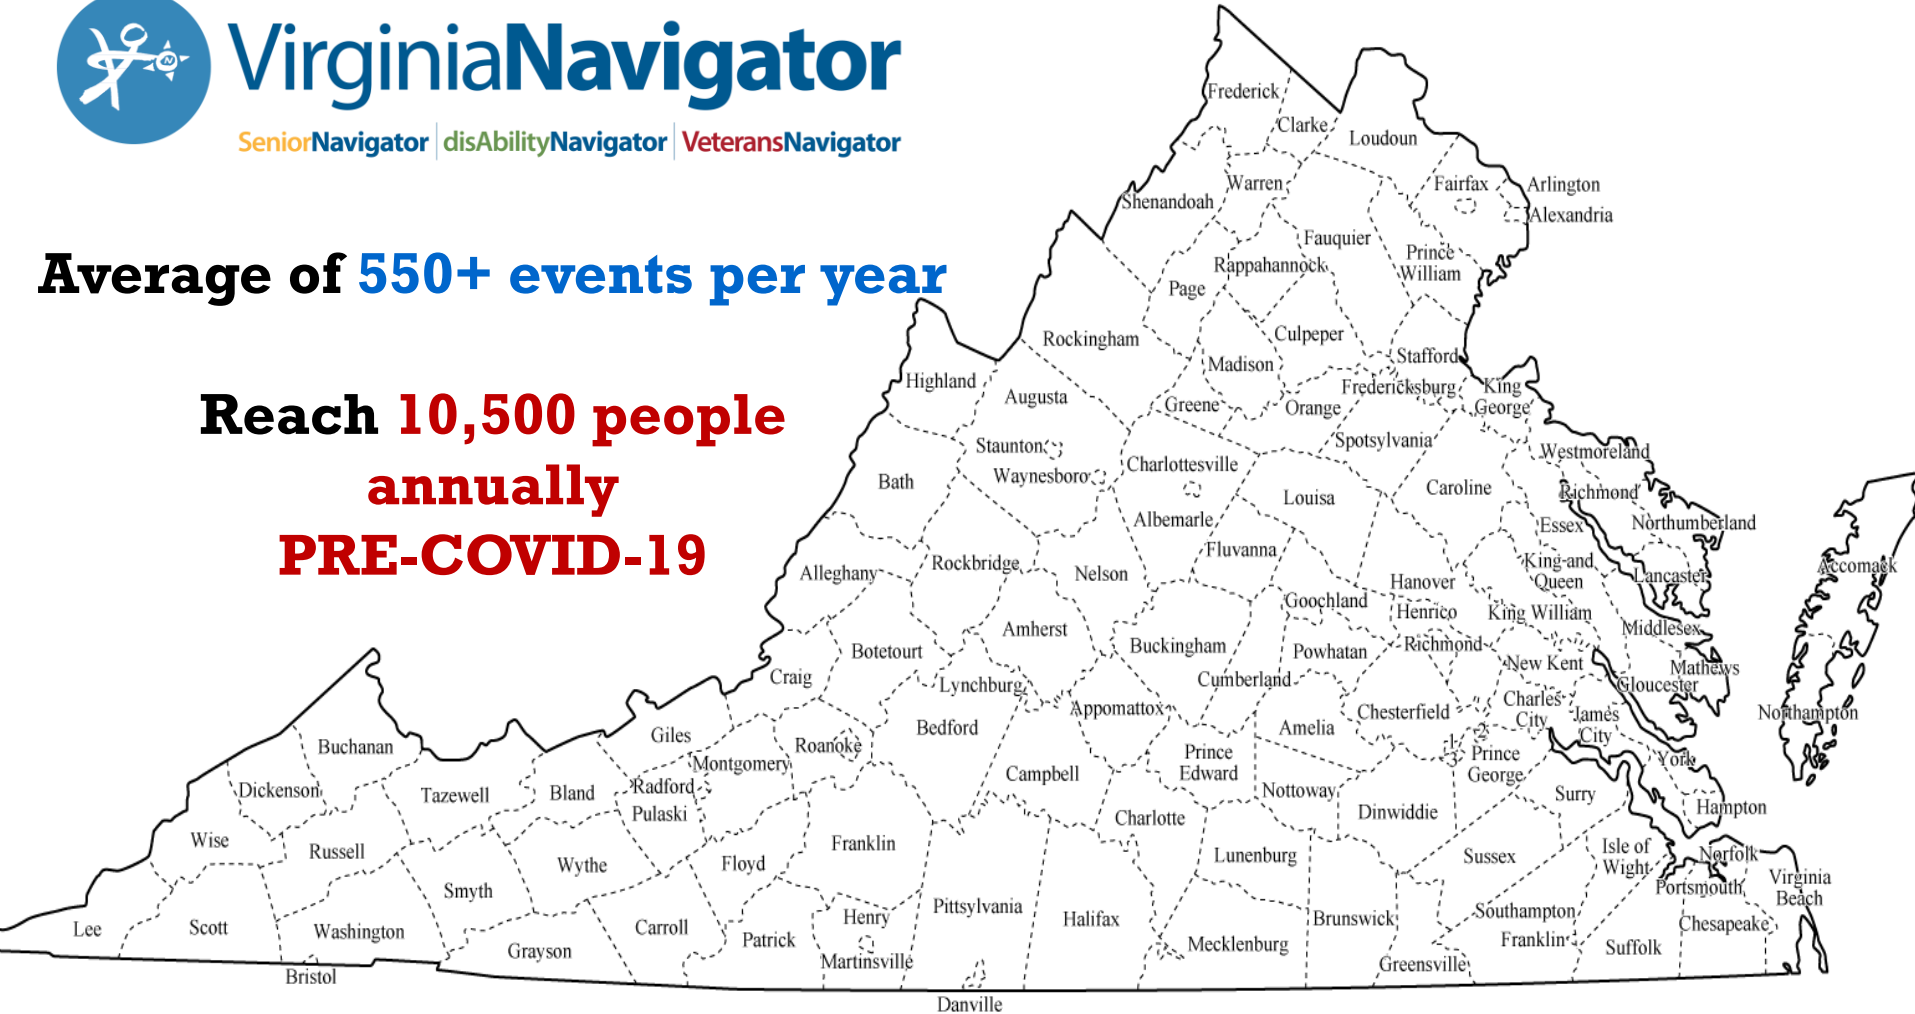 VirginiaNavigator
SeniorNavigator | disAbilityNavigator | VeteransNavigator
N
Average of 550+ events per year
Reach 10,500 people
annually
PRE-COVID-19
Frederick
Clarke
Loudoun
Warren
Fairfax
Arlington
Alexandria
Shenandoah
Fauquier
Prince
William
Rappahannock
Page
Rockingham
Culpeper
Madison
Stafford
Highland
Augusta
Greene
Orange
Fredericksburg
King
George
Staunton
Waynesboro
Charlottesville
Spotsylvania
Westmoreland
Bath
Louisa
Caroline
Richmond
Albemarle
Essex
Northumberland
Fluvanna
Alleghany
Rockbridge
Nelson
King and
Queen
Lancaster
Accomack
Hanover
Goochland
Henrico
King William
Amherst
Middlesex
Botetourt
Buckingham
Powhatan
Richmond
New Kent
Mathews
Craig
Lynchburg
Cumberland
Gloucester
Appomattox
Charles
City
James
City
Northampton
Bedford
Amelia
Chesterfield
Giles
Buchanan
Roanoke
1
2
3
Montgomery
Campbell
Prince
Edward
Prince
George
York
Dickenson
Tazewell
Bland
Radford
Pulaski
Nottoway
Surry
Hampton
Charlotte
Dinwiddie
Wise
Russell
Franklin
Wythe
Floyd
Lunenburg
Sussex
Isle of
Wight
Norfolk
Virginia
Beach
Portsmouth
Smyth
Pittsylvania
Halifax
Brunswick
Southampton
Chesapeake
Lee
Scott
Washington
Carroll
Henry
Patrick
Mecklenburg
Franklin
Suffolk
Grayson
Martinsville
Greensville
Bristol
Danville